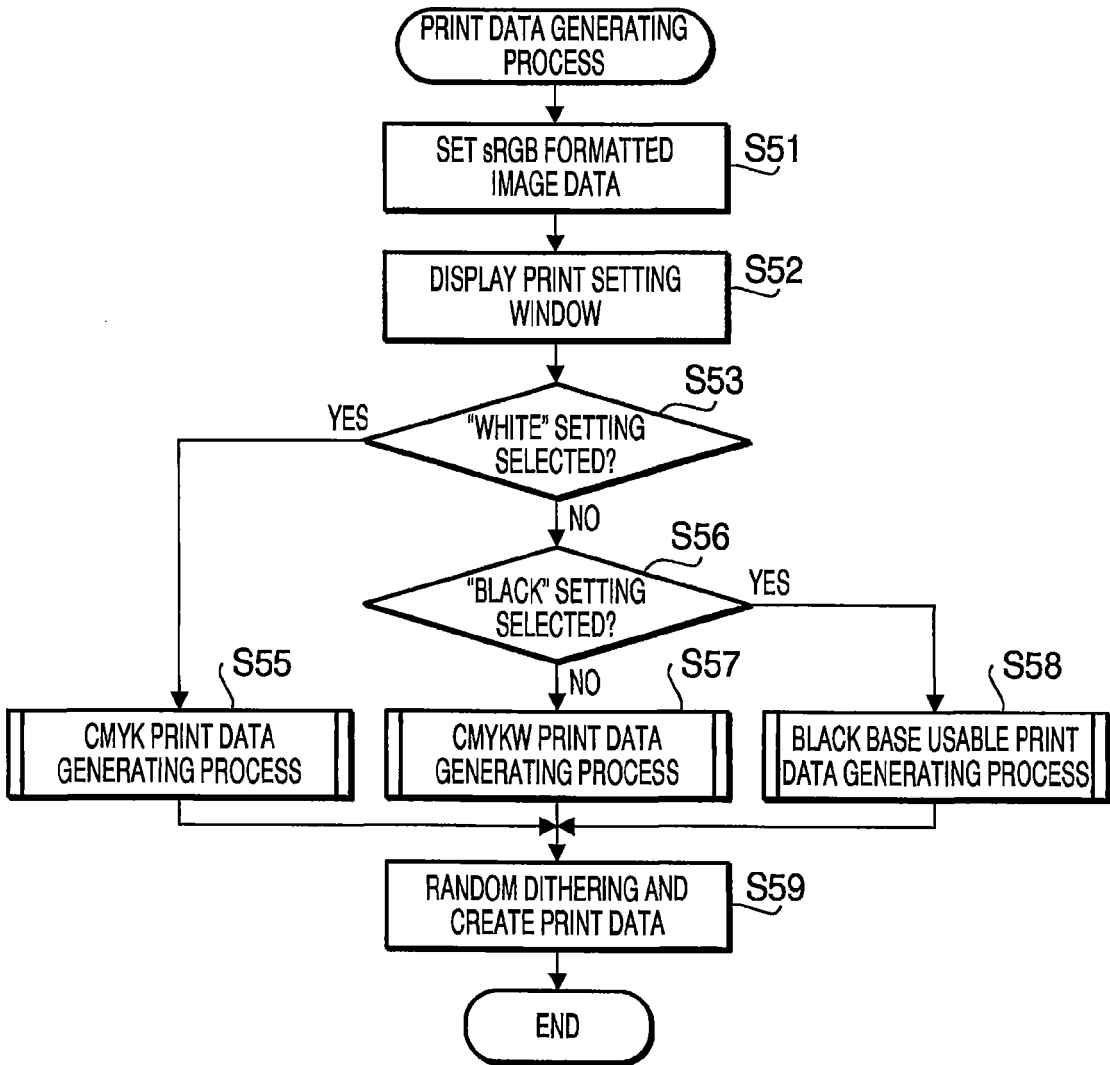 PRINT DATA GENERATING
PROCESS
SET sRGB FORMATTED
IMAGE DATA
S51
DISPLAY PRINT SETTING
WINDOW
S52
S53
YES
"WHITE" SETTING
SELECTED?
NO
S56
YES
"BLACK" SETTING
SELECTED?
NO
S55
CMYK PRINT DATA
GENERATING PROCESS
S57
CMYKW PRINT DATA
GENERATING PROCESS
S58
BLACK BASE USABLE PRINT
DATA GENERATING PROCESS
RANDOM DITHERING AND
CREATE PRINT DATA
S59
END